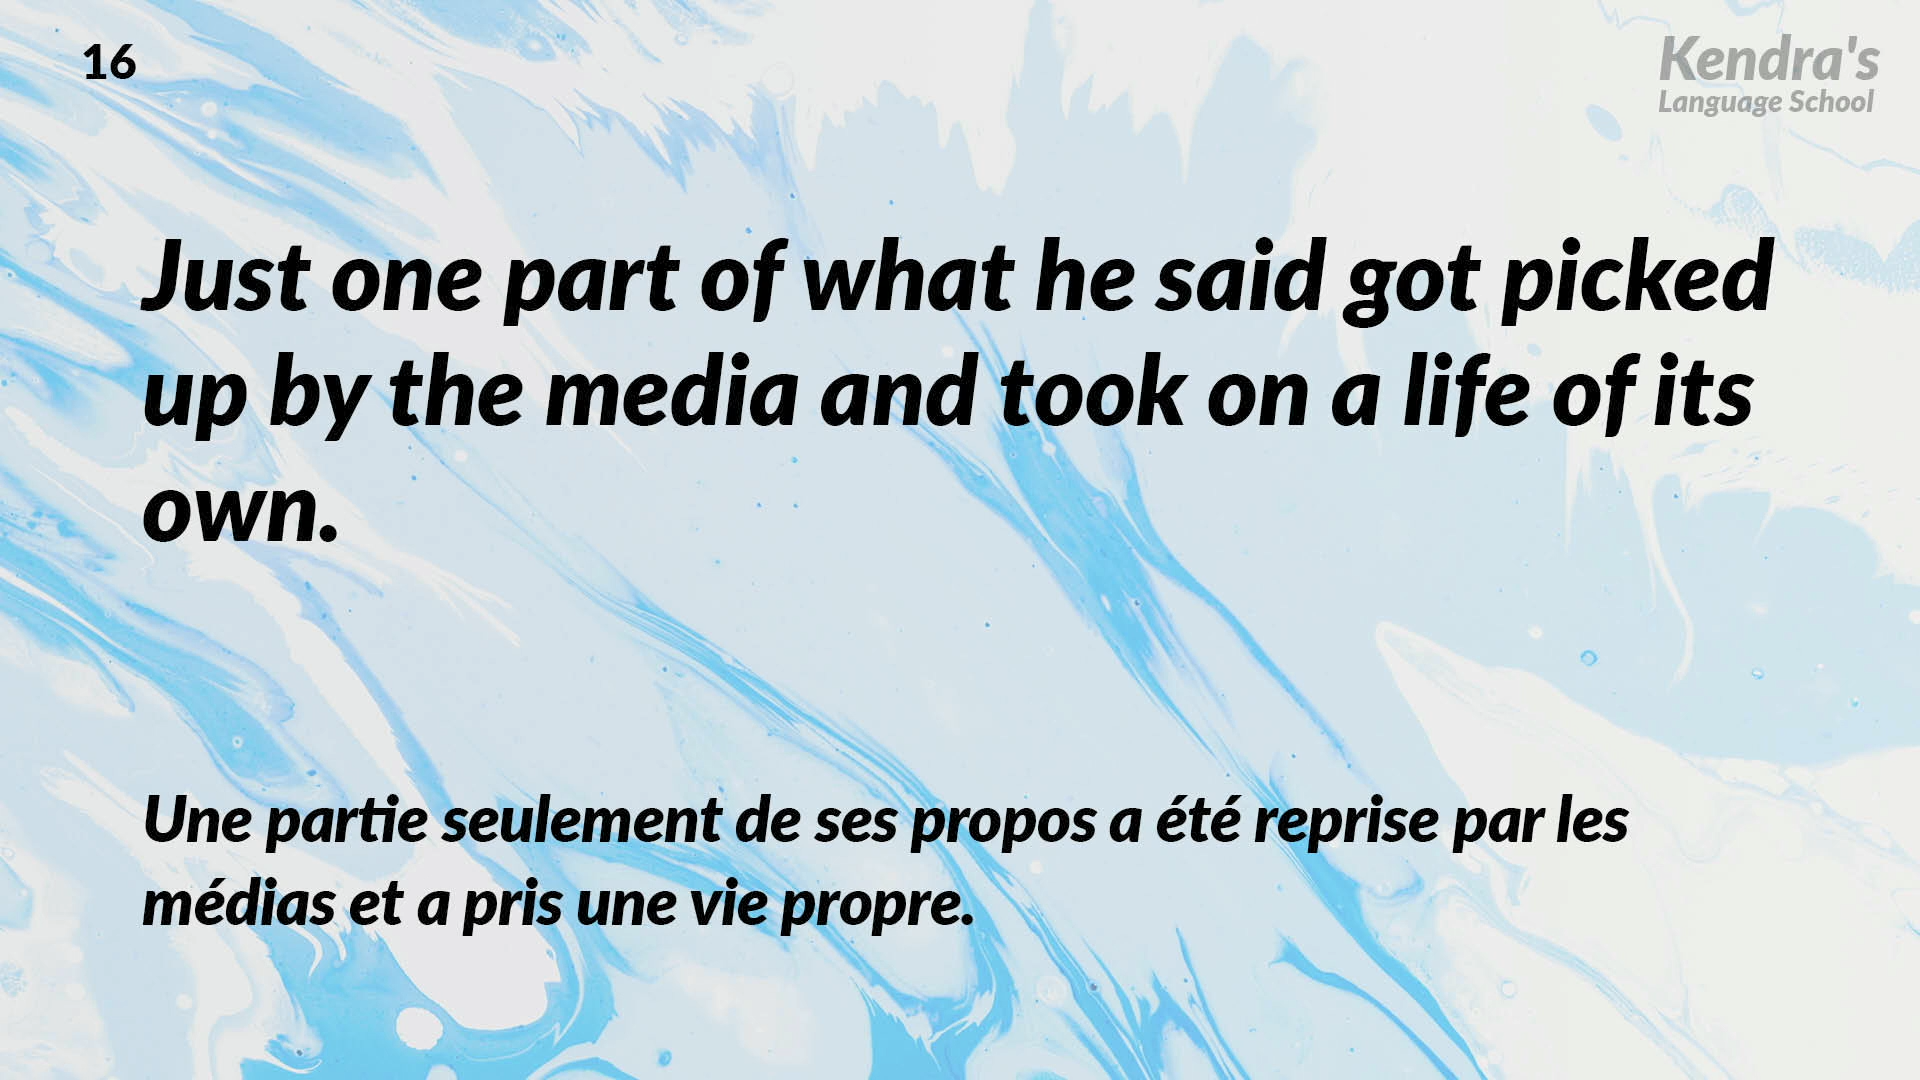 16
Kendra's
Language School
Just one part of what he said got picked
up by the media and took on a life of its
own.
Une partie seulement de ses propos a été reprise par les
médias et a pris une vie propre.